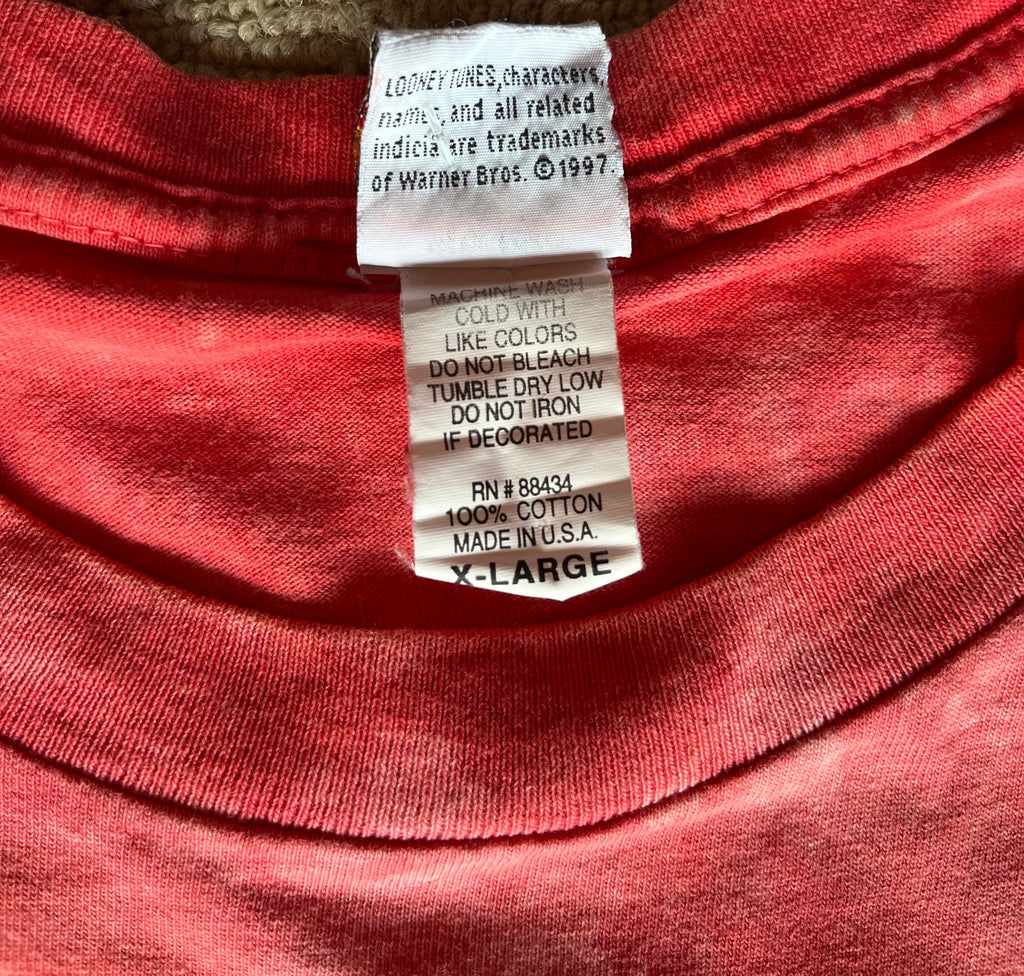 LOONEY TUNES, characters,
names, and all related
indicia are trademarks
of Warner Bros. ©1997.
MACHINE WASH
COLD WITH
LIKE COLORS
DO NOT BLEACH
TUMBLE DRY LOW
DO NOT IRON
IF DECORATED
RN # 88434
100% COTTON
MADE IN U.S.A.
X-LARGE